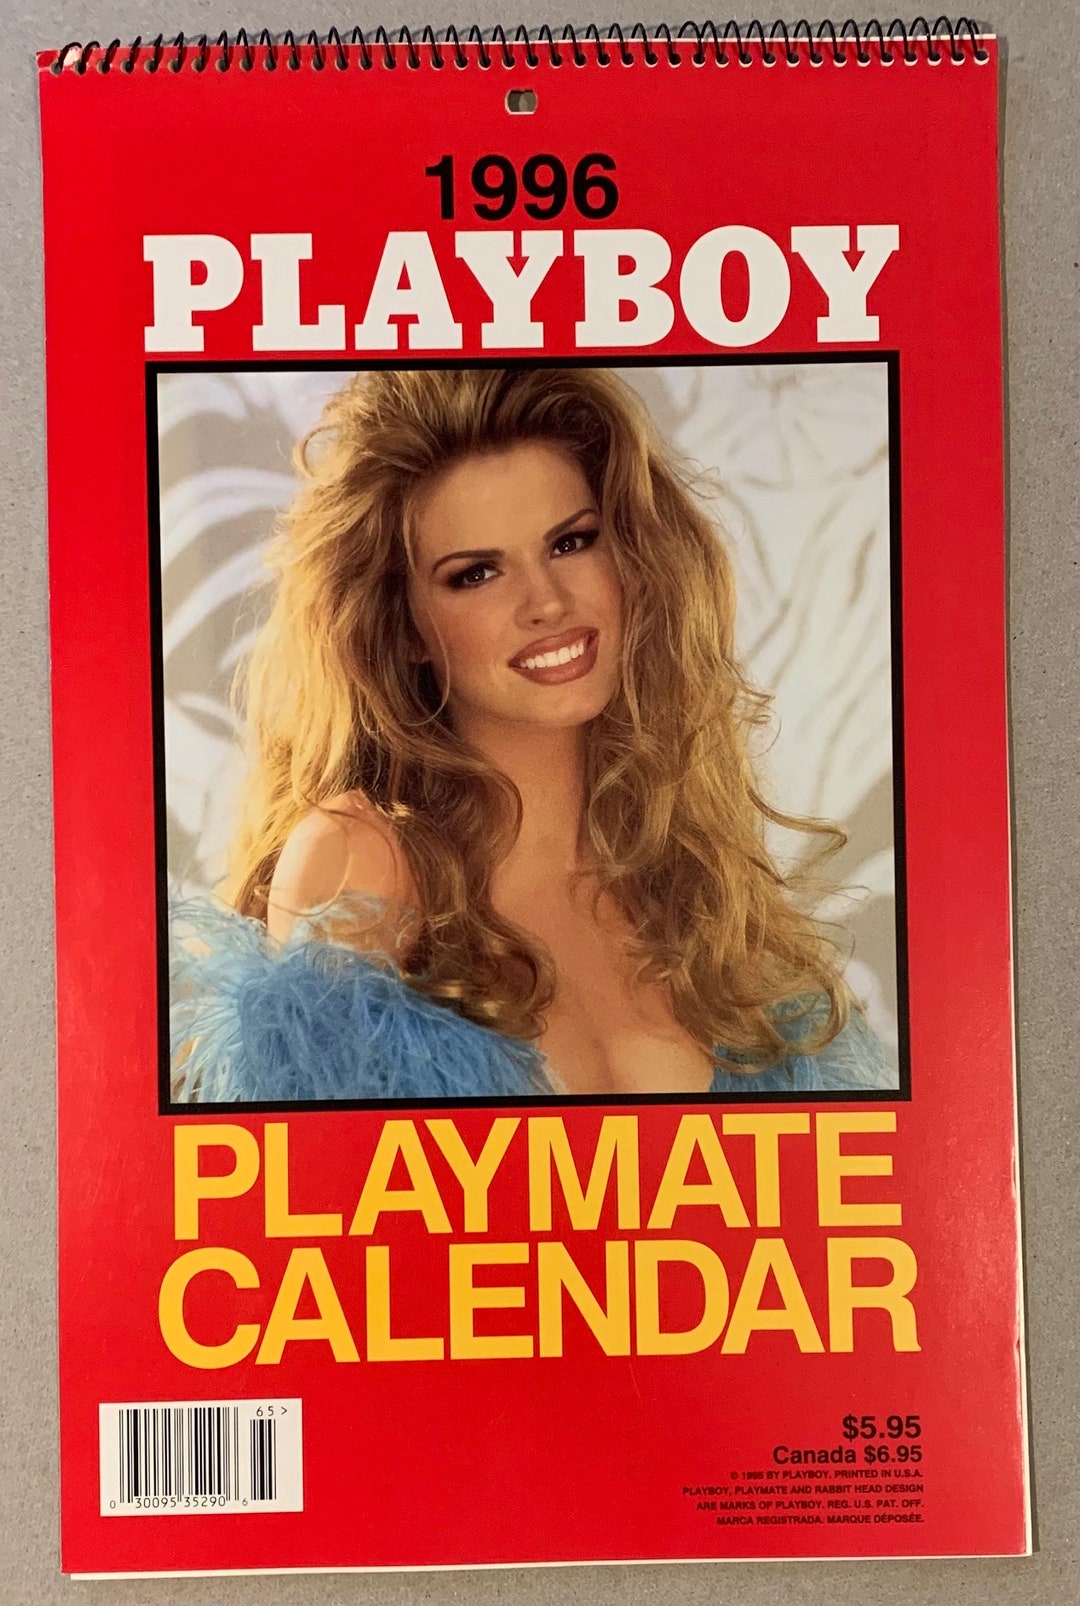 1996
PLAYBOY
PLAYMATE
CALENDAR
65>
0 30095 35290 6
$5.95
Canada $6.95
© 1995 BY PLAYBOY. PRINTED IN U.S.A.
PLAYBOY, PLAYMATE AND RABBIT HEAD DESIGN
ARE MARKS OF PLAYBOY. REG. U.S. PAT. OFF.
MARCA REGISTRADA. MARQUE DÉPOSÉE.